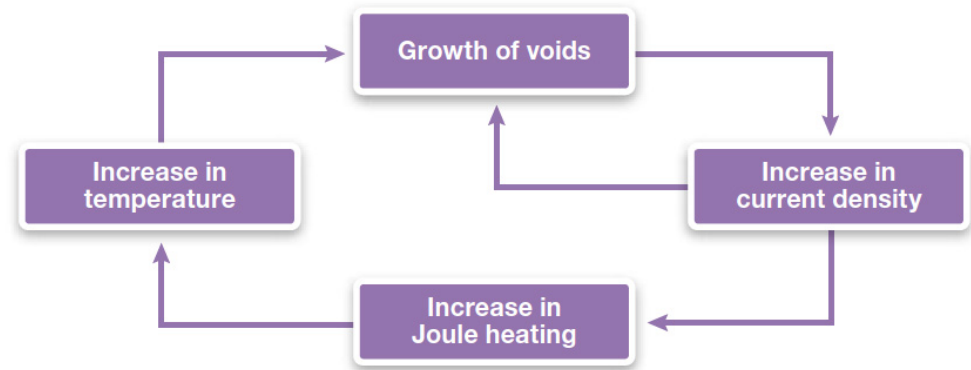 Growth of voids
Increase in
temperature
Increase in
current density
Increase in
Joule heating